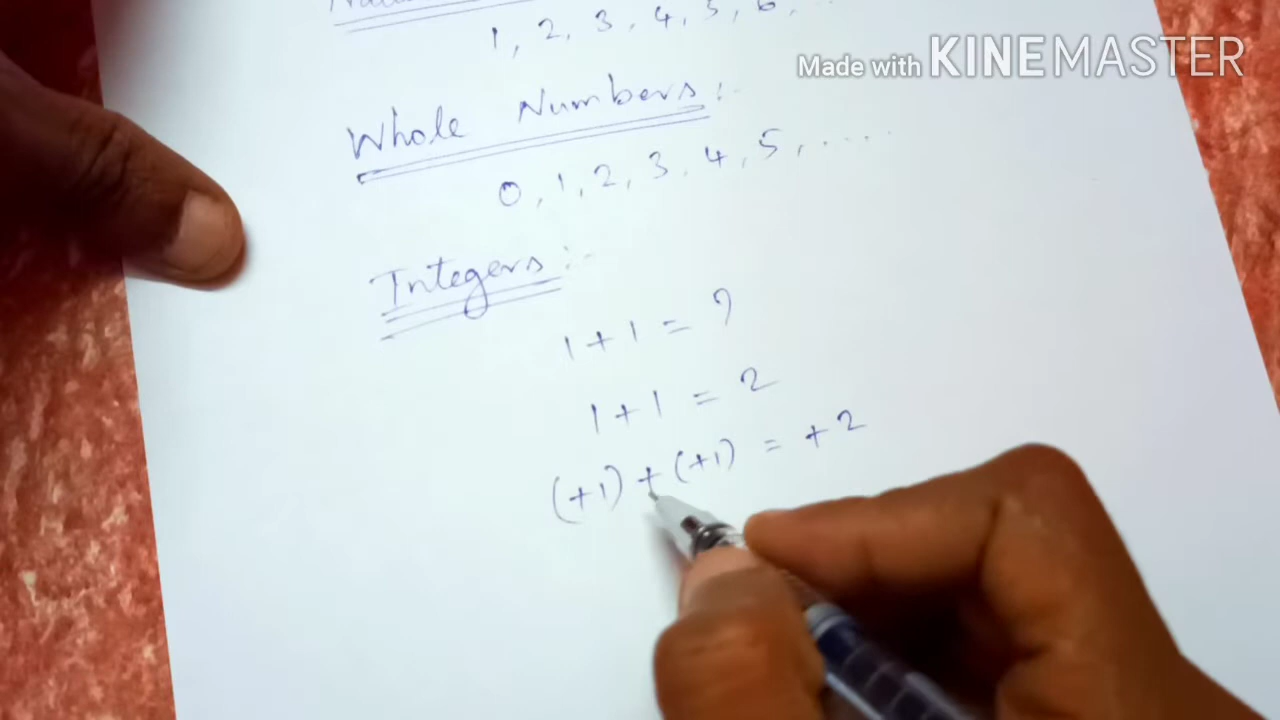 1, 2, 3, 4, 5, 6, ..
Made with KINEMASTER
Whole Numbers :-
0, 1, 2, 3, 4, 5, ....
Integers :-
1 + 1 = ?
1 + 1 = 2
(+1) + (+1) = +2